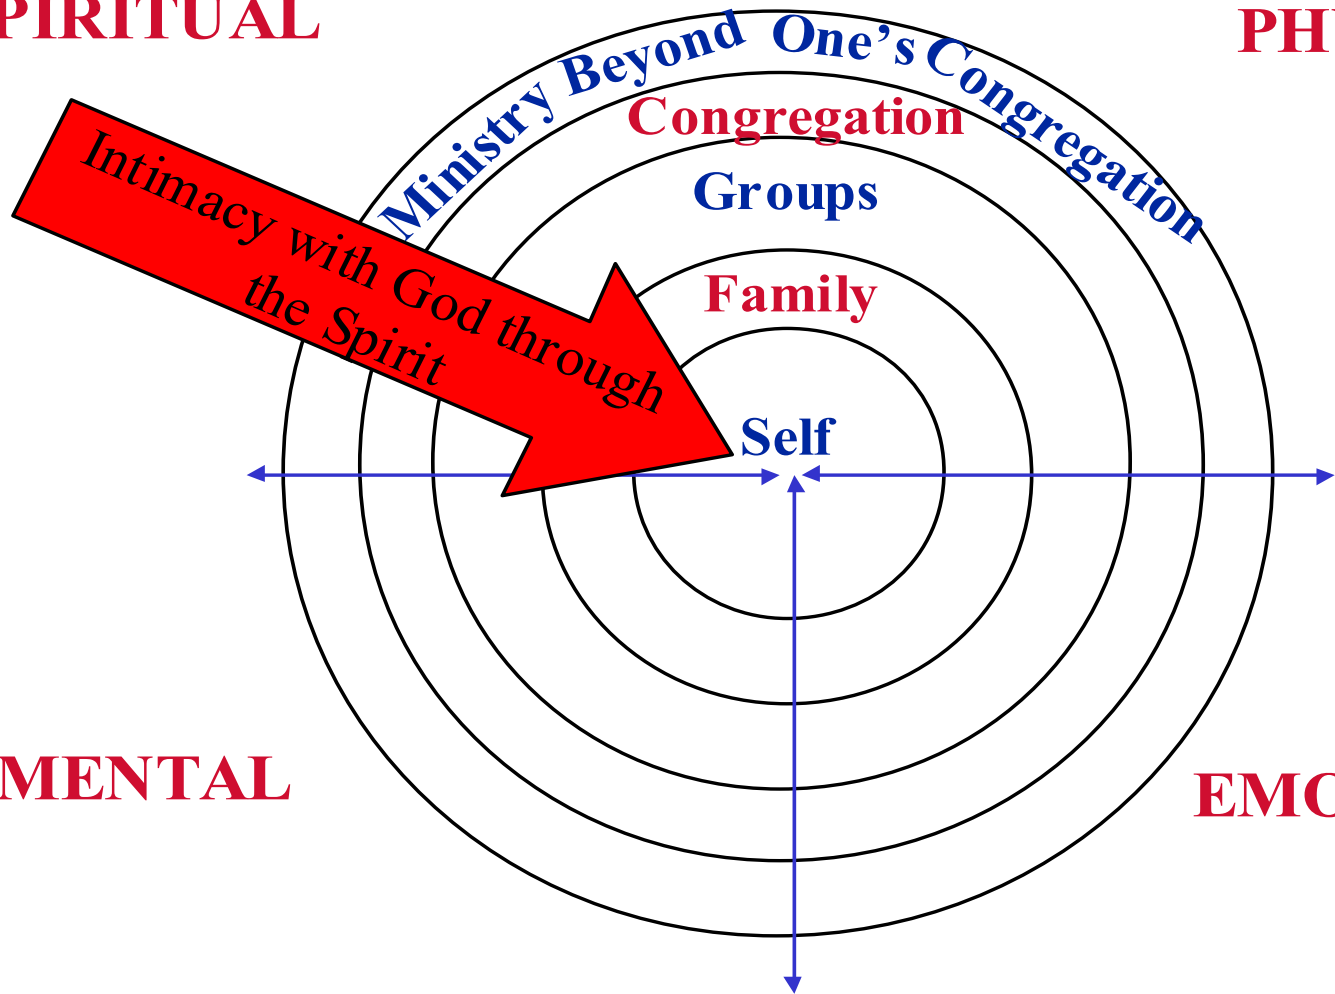 PIRITUAL
PH
Ministry Beyond One’s Congregation
Congregation
Groups
Family
Self
Intimacy with God through
the Spirit
MENTAL
EMO